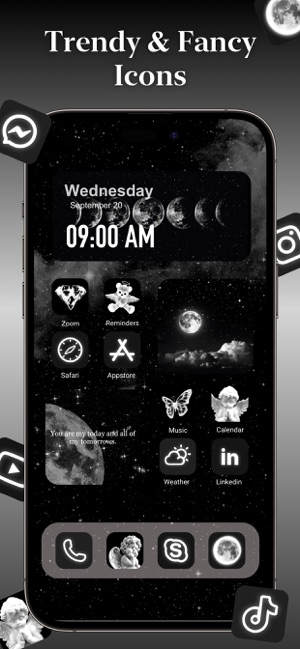 Trendy & Fancy
Icons
Wednesday
September 20
09:00 AM
Zoom
Reminders
Safari
Appstore
You are my today and all of
my tomorrows.
Music
Calendar
Weather
in
Linkedin